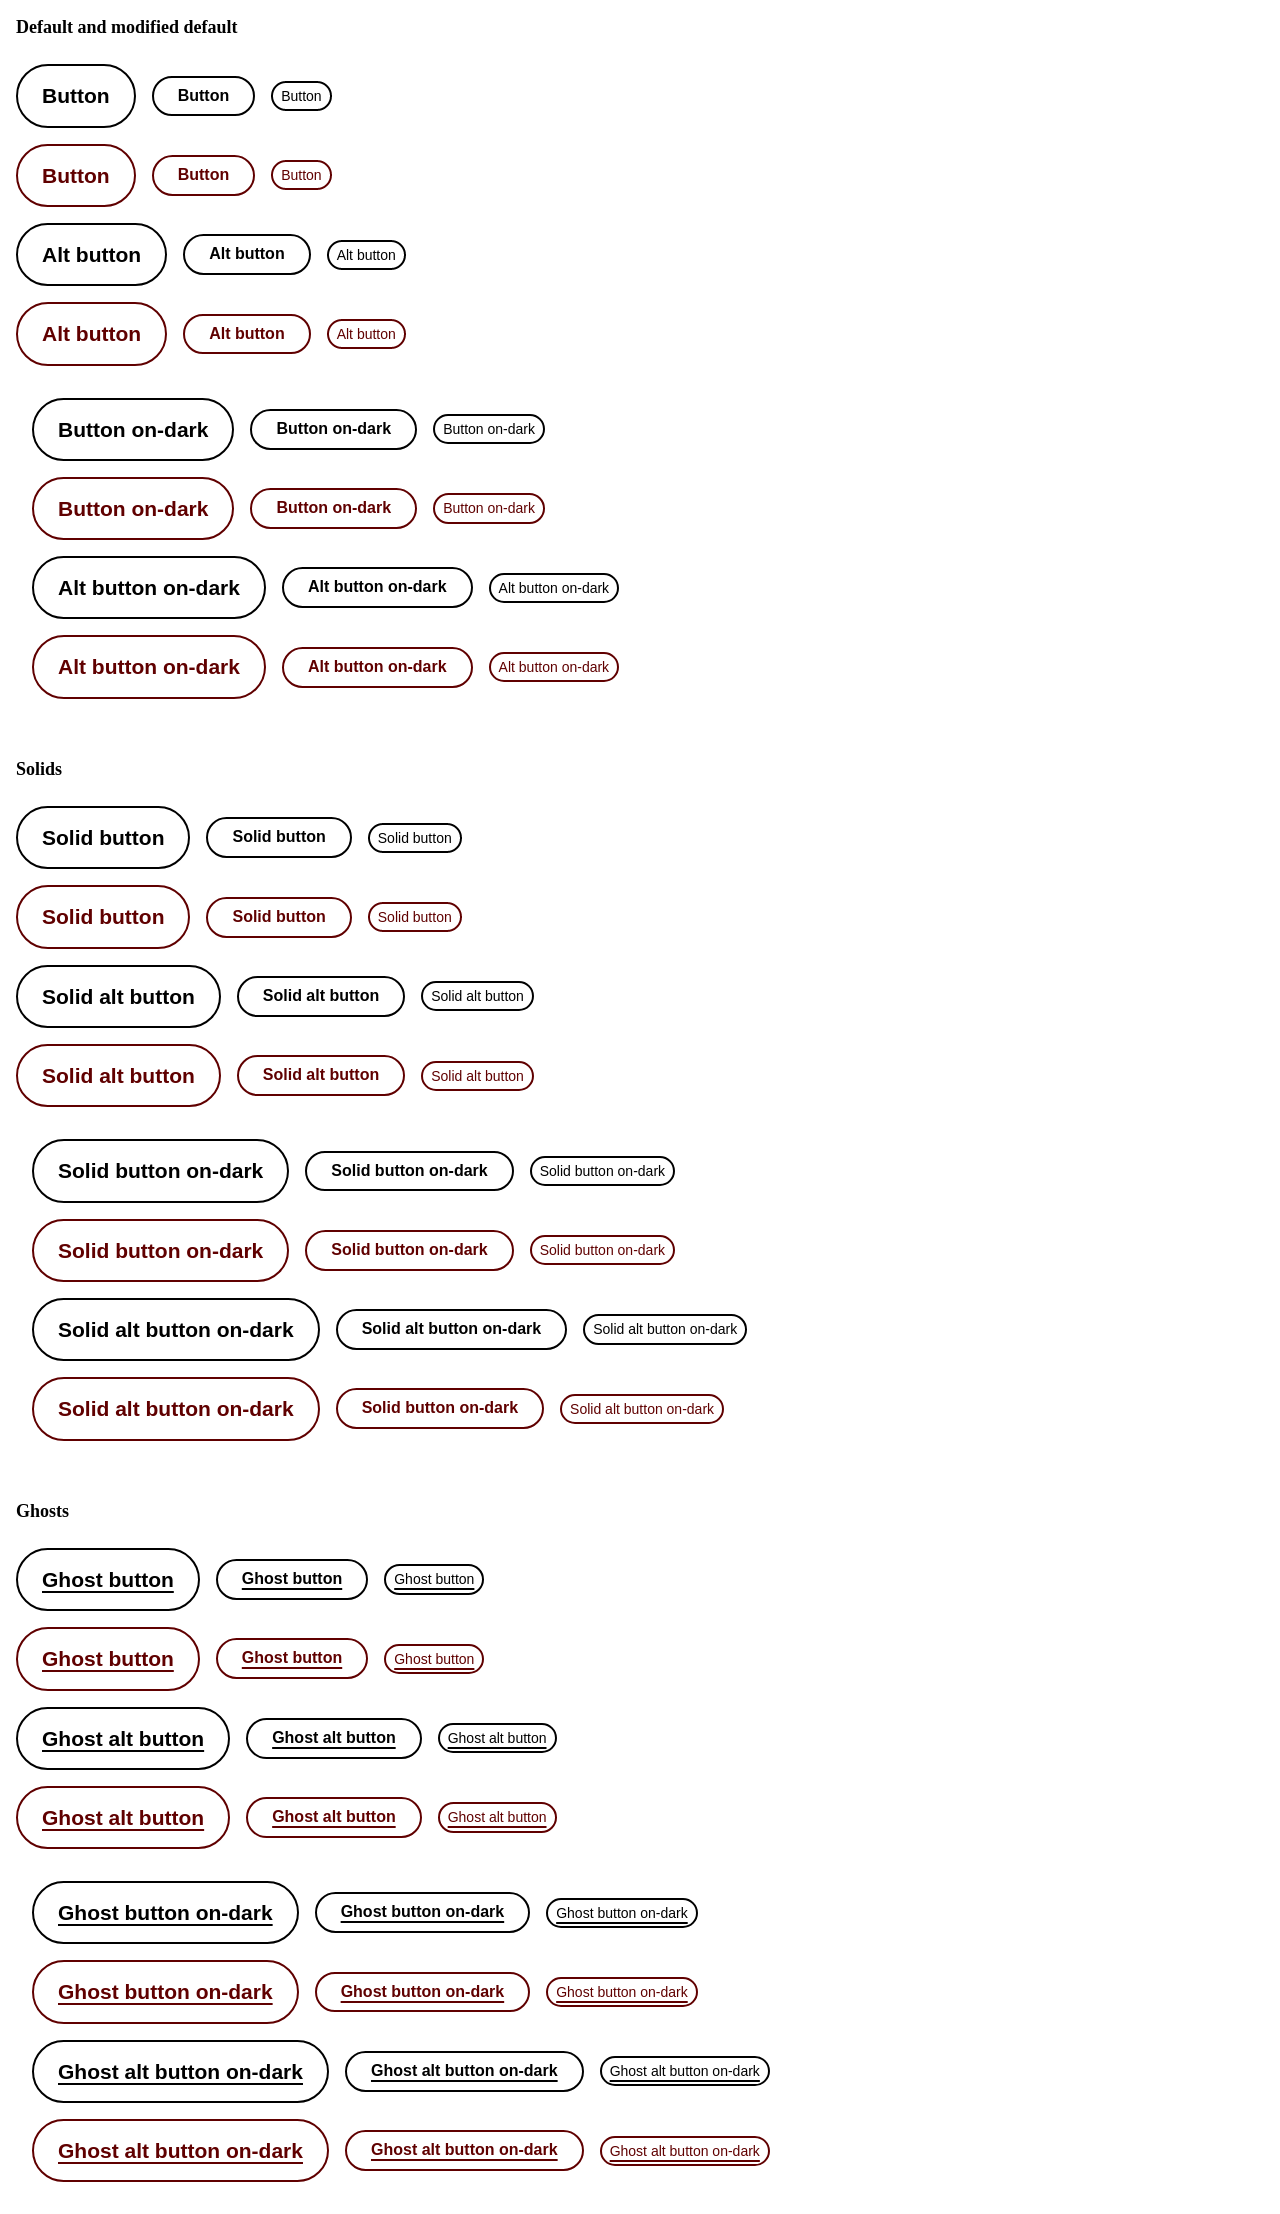 Default and modified default
Button Button Button
Button Button Button
Alt button Alt button Alt button
Alt button Alt button Alt button
Button on-dark Button on-dark Button on-dark
Button on-dark Button on-dark Button on-dark
Alt button on-dark Alt button on-dark Alt button on-dark
Alt button on-dark Alt button on-dark Alt button on-dark
Solids
Solid button Solid button Solid button
Solid button Solid button Solid button
Solid alt button Solid alt button Solid alt button
Solid alt button Solid alt button Solid alt button
Solid button on-dark Solid button on-dark Solid button on-dark
Solid button on-dark Solid button on-dark Solid button on-dark
Solid alt button on-dark Solid alt button on-dark Solid alt button on-dark
Solid alt button on-dark Solid button on-dark Solid alt button on-dark
Ghosts
Ghost button Ghost button Ghost button
Ghost button Ghost button Ghost button
Ghost alt button Ghost alt button Ghost alt button
Ghost alt button Ghost alt button Ghost alt button
Ghost button on-dark Ghost button on-dark Ghost button on-dark
Ghost button on-dark Ghost button on-dark Ghost button on-dark
Ghost alt button on-dark Ghost alt button on-dark Ghost alt button on-dark
Ghost alt button on-dark Ghost alt button on-dark Ghost alt button on-dark